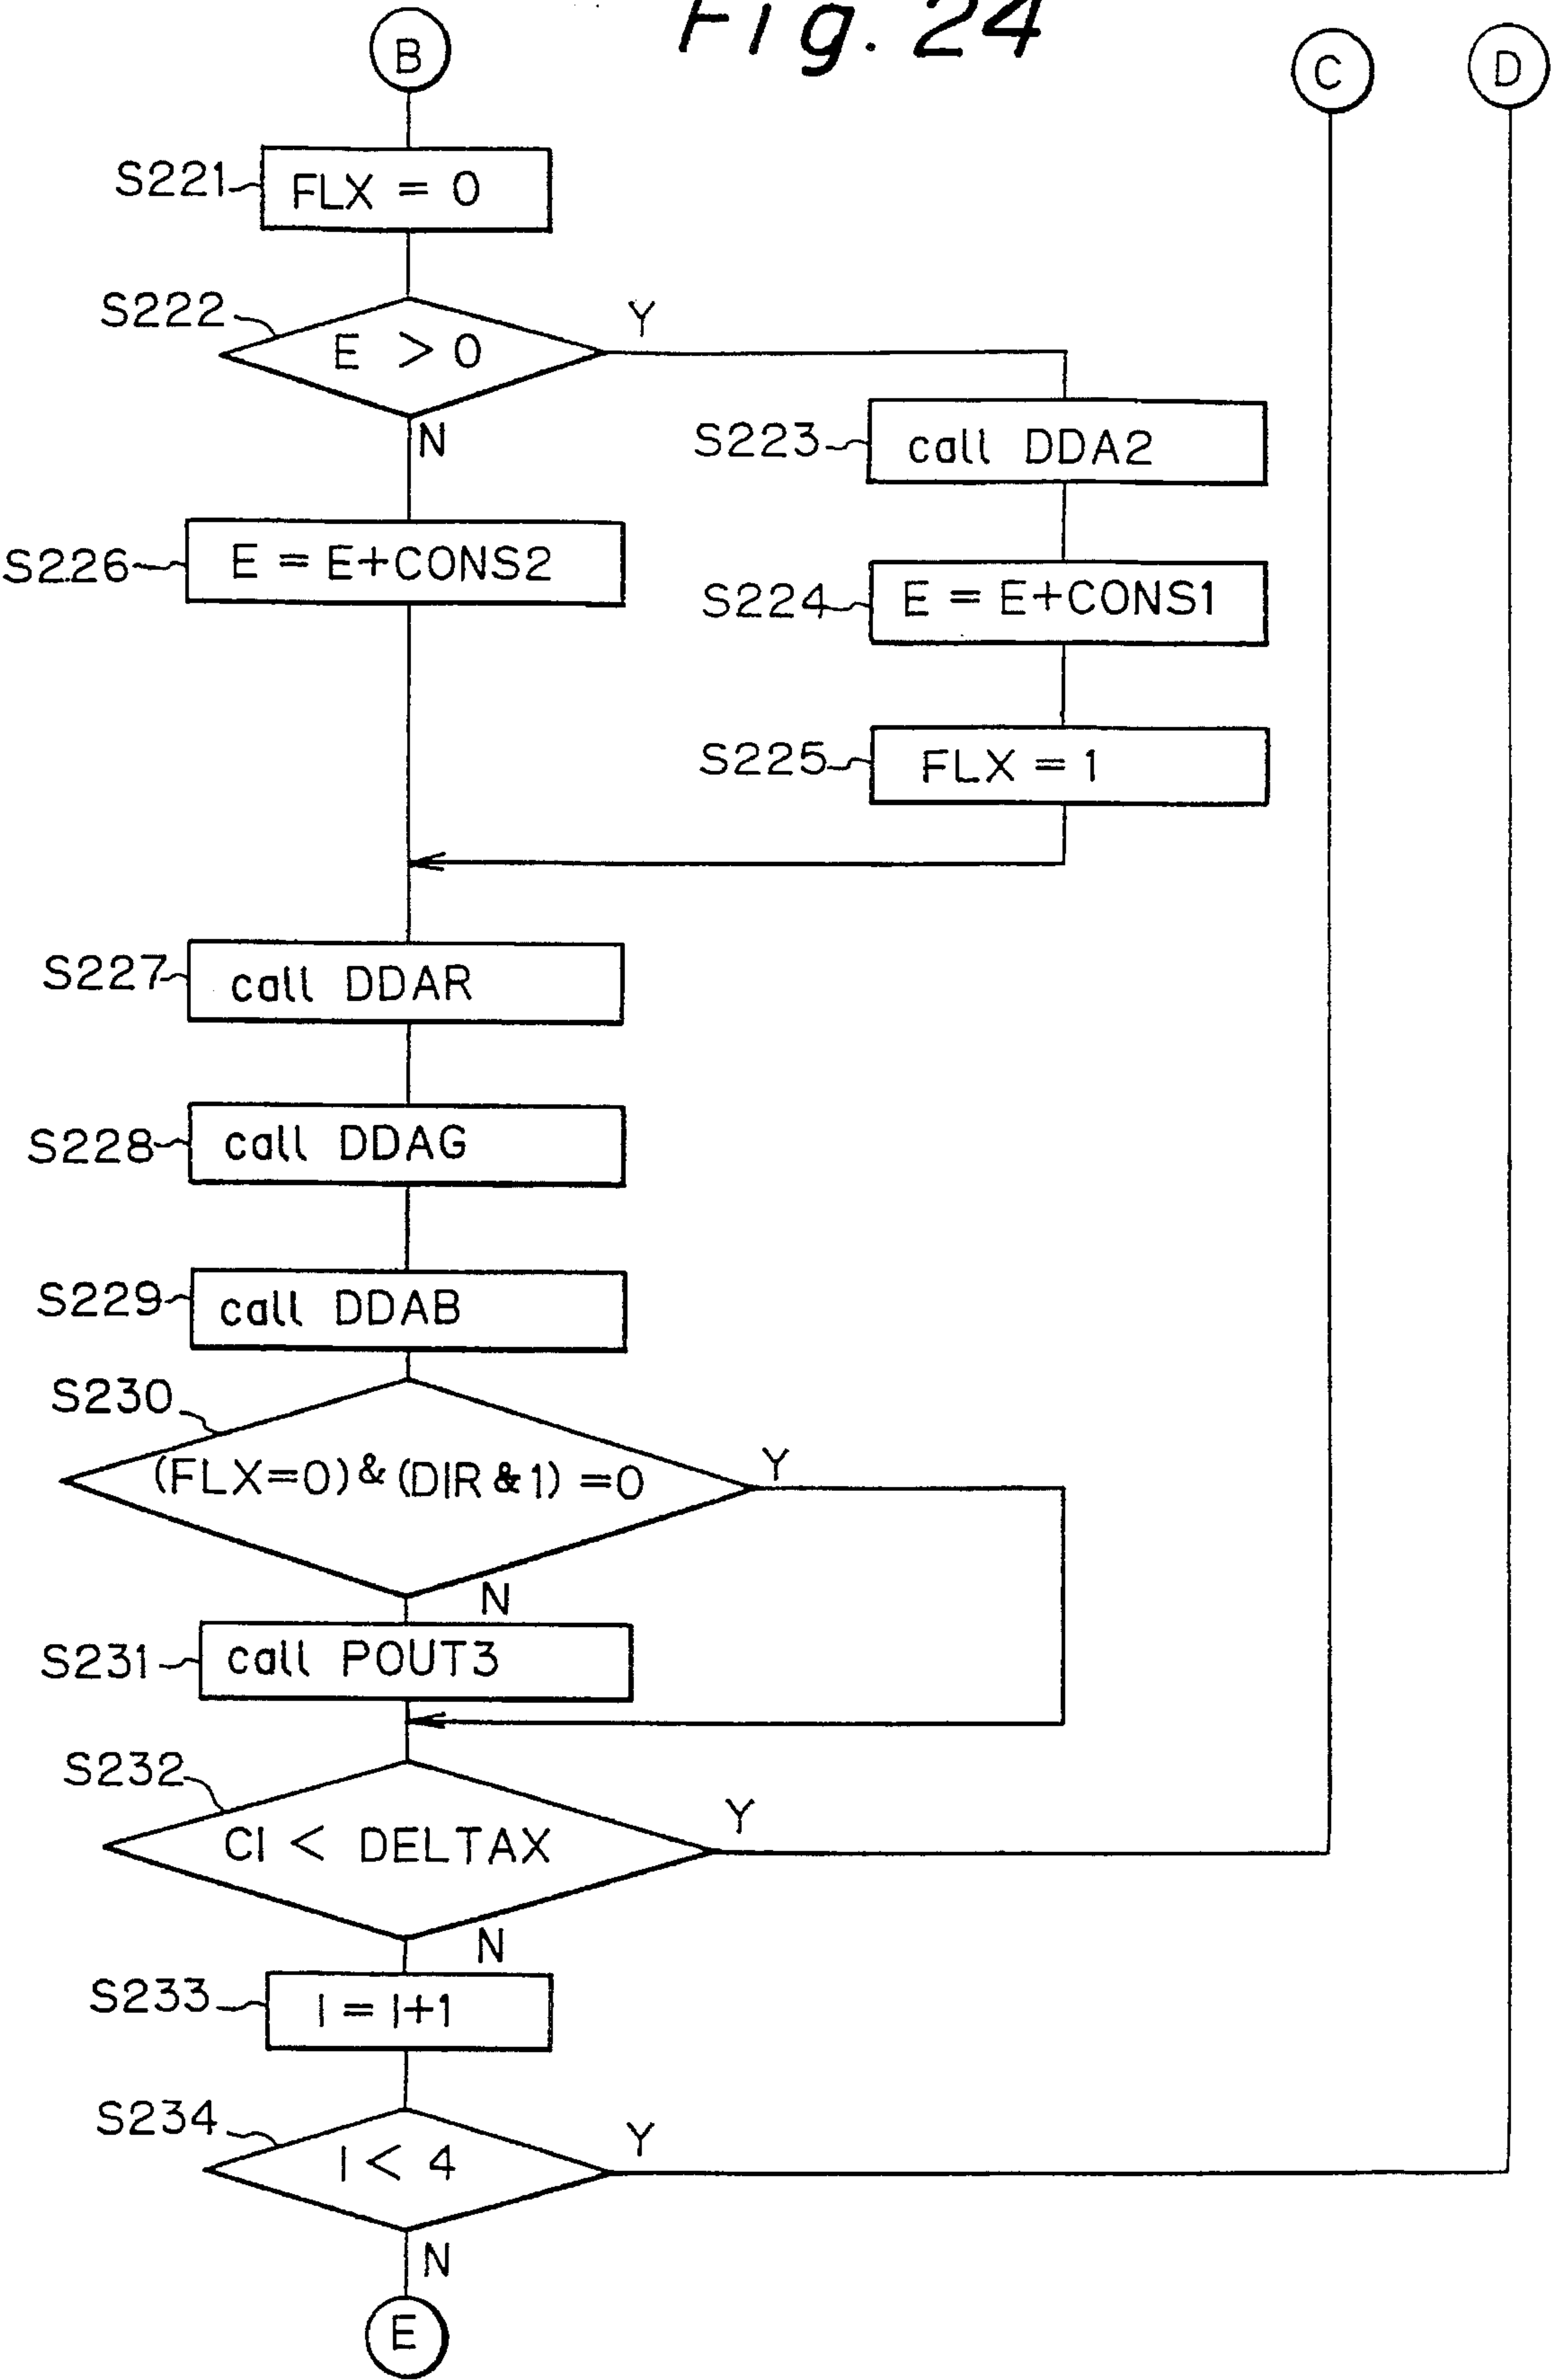 Fig. 24
B
C
D
S221
FLX = 0
S222
E > 0
Y
N
S223
call DDA2
S226
E = E+CONS2
S224
E = E+CONS1
S225
FLX = 1
S227
call DDAR
S228
call DDAG
S229
call DDAB
S230
(FLX=0)&(DIR&1)=0
Y
N
S231
call POUT3
S232
CI < DELTAX
Y
N
S233
I = I+1
S234
I < 4
Y
N
E